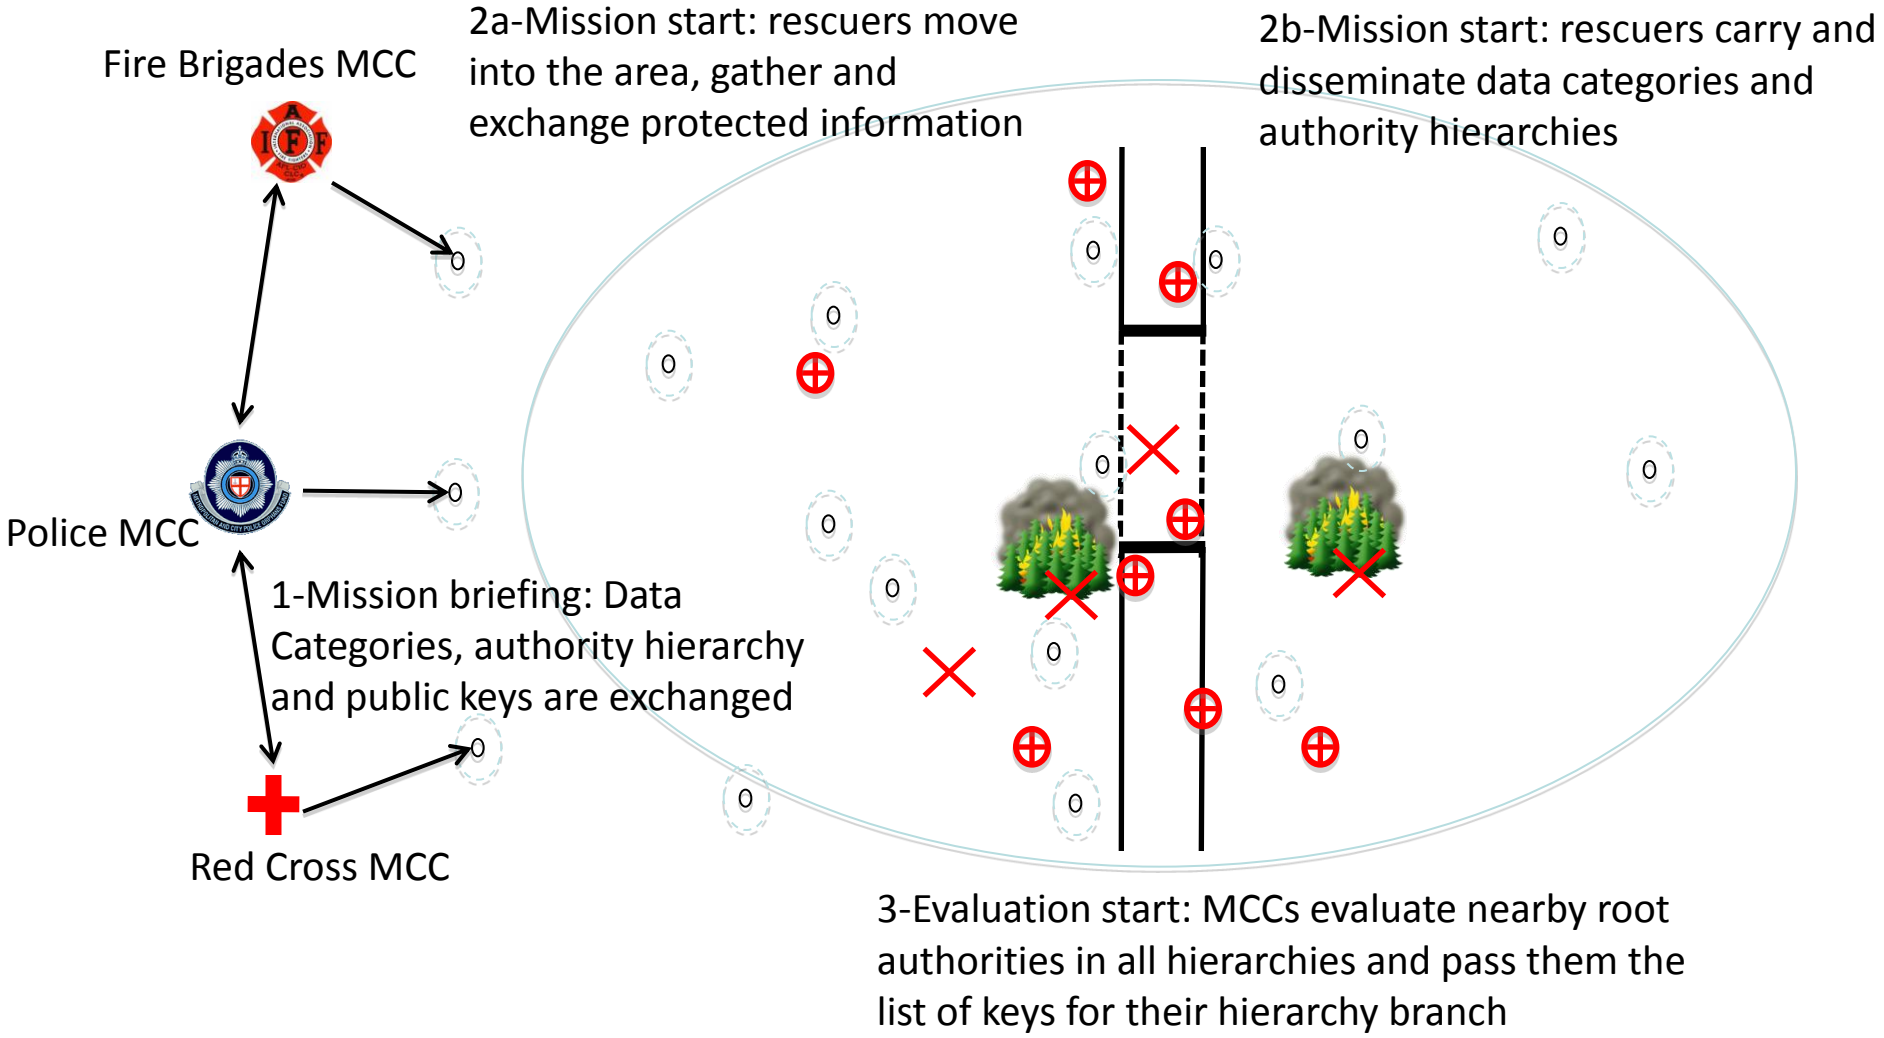 2a-Mission start: rescuers move
into the area, gather and
exchange protected information
2b-Mission start: rescuers carry and
disseminate data categories and
authority hierarchies
Fire Brigades MCC
A
I F F
Police MCC
1-Mission briefing: Data
Categories, authority hierarchy
and public keys are exchanged
Red Cross MCC
3-Evaluation start: MCCs evaluate nearby root
authorities in all hierarchies and pass them the
list of keys for their hierarchy branch